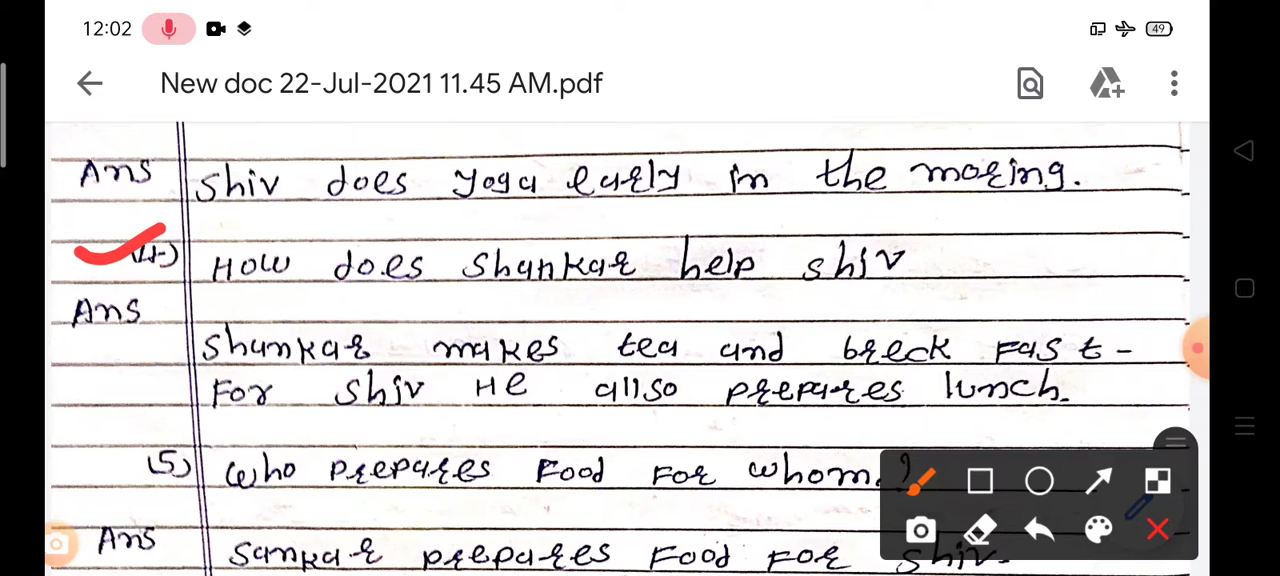 12:02 49
New doc 22-Jul-2021 11.45 AM.pdf
Ans Shiv does yoga early in the moring.
(4) How does Shankar help shiv
Ans
Shankar makes tea and breck fast-
For Shiv He allso prepares lunch.
(5) Who prepares Food For whom.?
Ans Sankar prepares Food For Shiv.